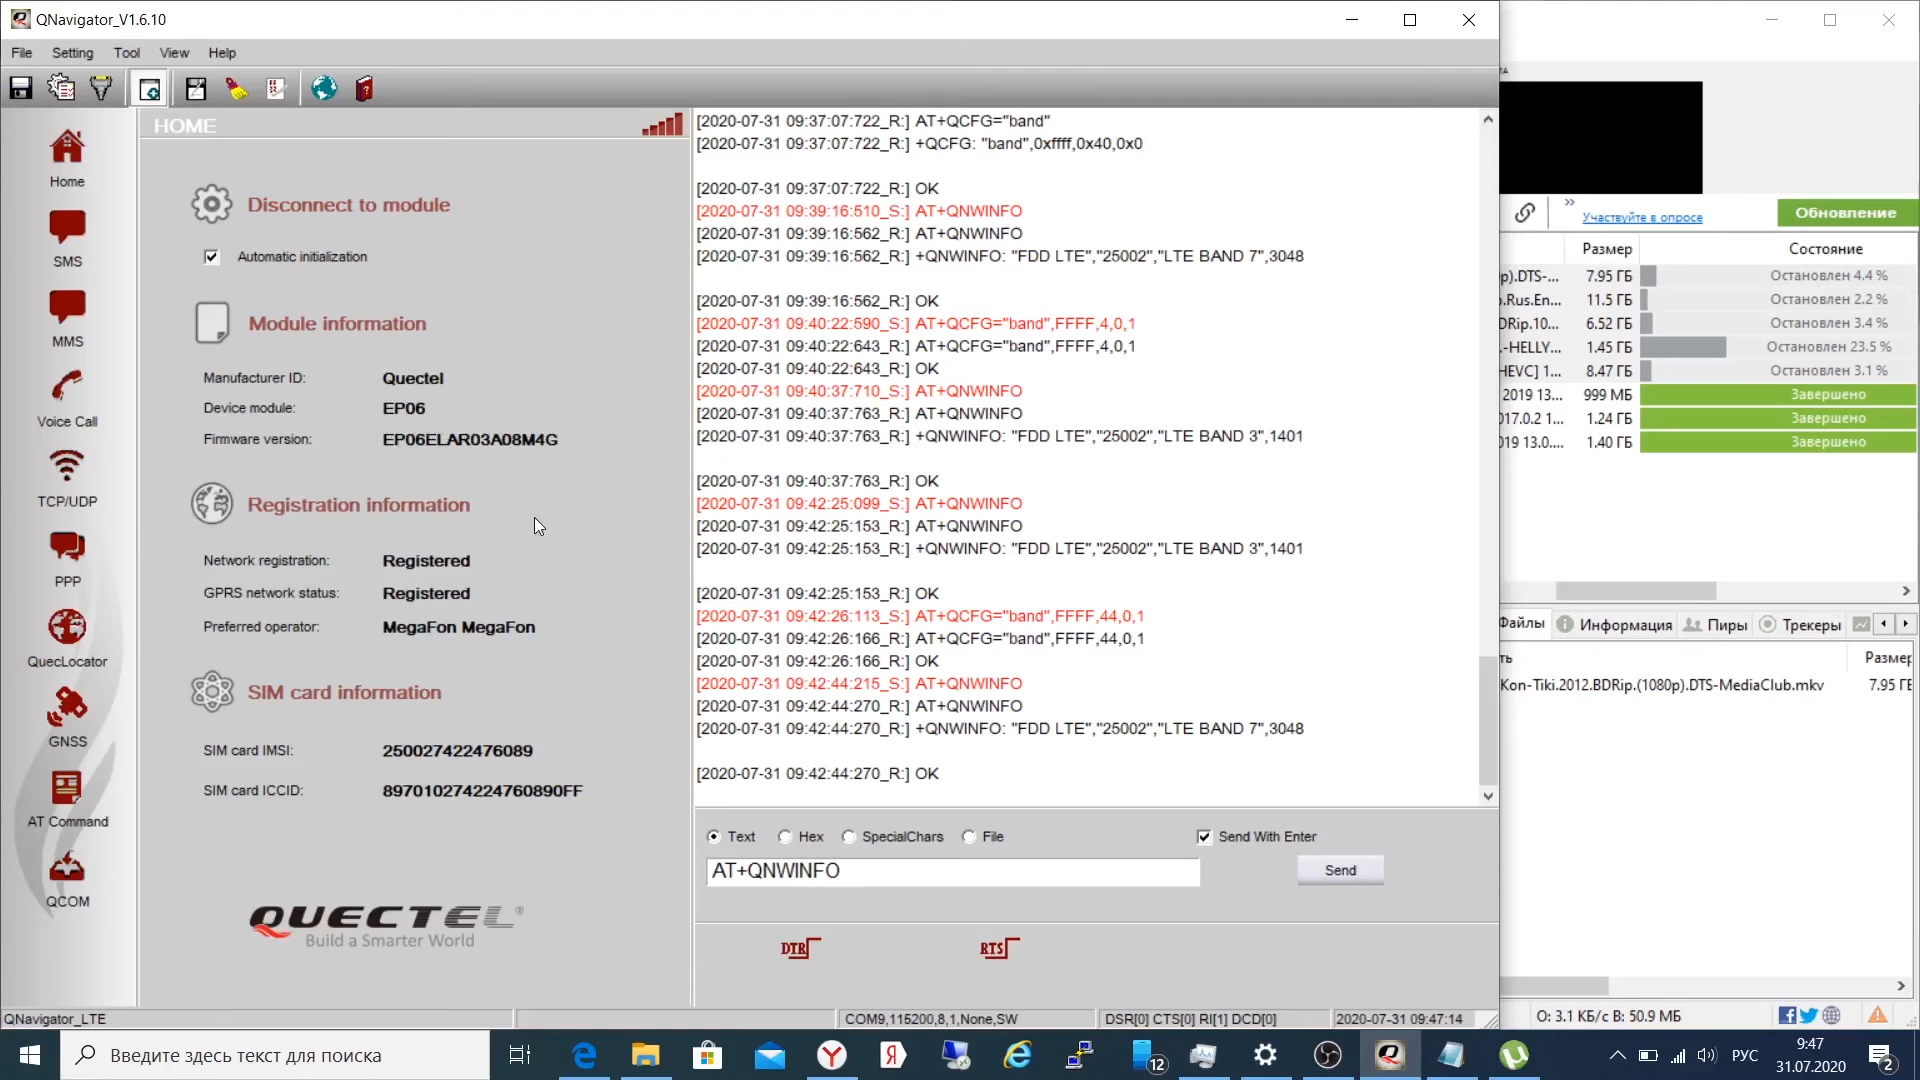 QNavigator_V1.6.10
File Setting Tool View Help
Home
SMS
MMS
Voice Call
TCP/UDP
PPP
QuecLocator
GNSS
AT Command
QCOM
HOME
Disconnect to module
Automatic initialization
Module information
Manufacturer ID: Quectel
Device module: EP06
Firmware version: EP06ELAR03A08M4G
Registration information
Network registration: Registered
GPRS network status: Registered
Preferred operator: MegaFon MegaFon
SIM card information
SIM card IMSI: 250027422476089
SIM card ICCID: 897010274224760890FF
QUECTEL®
Build a Smarter World
[2020-07-31 09:37:07:722_R:] AT+QCFG="band"
[2020-07-31 09:37:07:722_R:] +QCFG: "band",0xffff,0x40,0x0
[2020-07-31 09:37:07:722_R:] OK
[2020-07-31 09:39:16:510_S:] AT+QNWINFO
[2020-07-31 09:39:16:562_R:] AT+QNWINFO
[2020-07-31 09:39:16:562_R:] +QNWINFO: "FDD LTE","25002","LTE BAND 7",3048
[2020-07-31 09:39:16:562_R:] OK
[2020-07-31 09:40:22:590_S:] AT+QCFG="band",FFFF,4,0,1
[2020-07-31 09:40:22:643_R:] AT+QCFG="band",FFFF,4,0,1
[2020-07-31 09:40:22:643_R:] OK
[2020-07-31 09:40:37:710_S:] AT+QNWINFO
[2020-07-31 09:40:37:763_R:] AT+QNWINFO
[2020-07-31 09:40:37:763_R:] +QNWINFO: "FDD LTE","25002","LTE BAND 3",1401
[2020-07-31 09:40:37:763_R:] OK
[2020-07-31 09:42:25:099_S:] AT+QNWINFO
[2020-07-31 09:42:25:153_R:] AT+QNWINFO
[2020-07-31 09:42:25:153_R:] +QNWINFO: "FDD LTE","25002","LTE BAND 3",1401
[2020-07-31 09:42:25:153_R:] OK
[2020-07-31 09:42:26:113_S:] AT+QCFG="band",FFFF,44,0,1
[2020-07-31 09:42:26:166_R:] AT+QCFG="band",FFFF,44,0,1
[2020-07-31 09:42:26:166_R:] OK
[2020-07-31 09:42:44:215_S:] AT+QNWINFO
[2020-07-31 09:42:44:270_R:] AT+QNWINFO
[2020-07-31 09:42:44:270_R:] +QNWINFO: "FDD LTE","25002","LTE BAND 7",3048
[2020-07-31 09:42:44:270_R:] OK
Text Hex SpecialChars File Send With Enter
AT+QNWINFO Send
DTR RTS
QNavigator_LTE COM9,115200,8,1,None,SW DSR[0] CTS[0] RI[1] DCD[0] 2020-07-31 09:47:14
Участвуйте в опросе Обновление
Размер Состояние
p).DTS-... 7.95 ГБ Остановлен 4.4 %
.Rus.En... 11.5 ГБ Остановлен 2.2 %
DRip.10... 6.52 ГБ Остановлен 3.4 %
.-HELLY... 1.45 ГБ Остановлен 23.5 %
HEVC] 1... 8.47 ГБ Остановлен 3.1 %
2019 13... 999 МБ Завершено
017.0.2 1... 1.24 ГБ Завершено
019 13.0.... 1.40 ГБ Завершено
Файлы Информация Пиры Трекеры
ть Размер
Kon-Tiki.2012.BDRip.(1080p).DTS-MediaClub.mkv 7.95 ГБ
О: 3.1 КБ/с В: 50.9 МБ
Введите здесь текст для поиска
12
РУС
9:47
31.07.2020
2